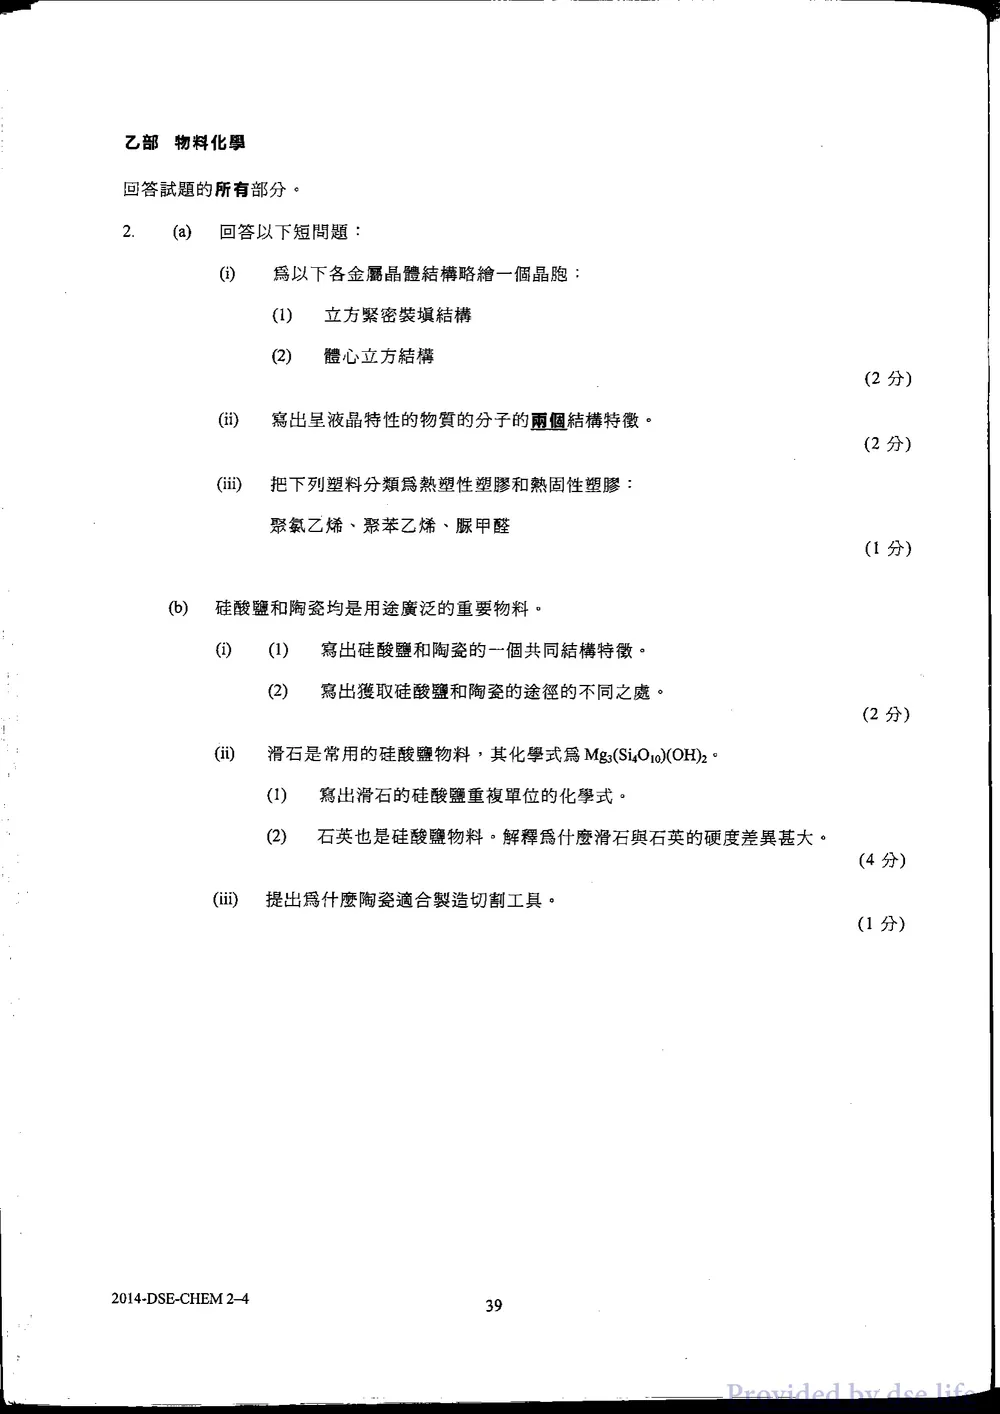 乙部 物料化學
回答試題的所有部分。
2. (a) 回答以下短問題：
(i) 爲以下各金屬晶體結構略繪一個晶胞：
(1) 立方緊密裝塡結構
(2) 體心立方結構
(2 分)
(ii) 寫出呈液晶特性的物質的分子的兩個結構特徵。
(2 分)
(iii) 把下列塑料分類爲熱塑性塑膠和熱固性塑膠：
聚氯乙烯、聚苯乙烯、脲甲醛
(1 分)
(b) 硅酸鹽和陶瓷均是用途廣泛的重要物料。
(i) (1) 寫出硅酸鹽和陶瓷的一個共同結構特徵。
(2) 寫出獲取硅酸鹽和陶瓷的途徑的不同之處。
(2 分)
(ii) 滑石是常用的硅酸鹽物料，其化學式爲 Mg₃(Si₄O₁₀)(OH)₂。
(1) 寫出滑石的硅酸鹽重複單位的化學式。
(2) 石英也是硅酸鹽物料。解釋爲什麼滑石與石英的硬度差異甚大。
(4 分)
(iii) 提出爲什麼陶瓷適合製造切割工具。
(1 分)
2014-DSE-CHEM 2–4
39
Provided by dse.life